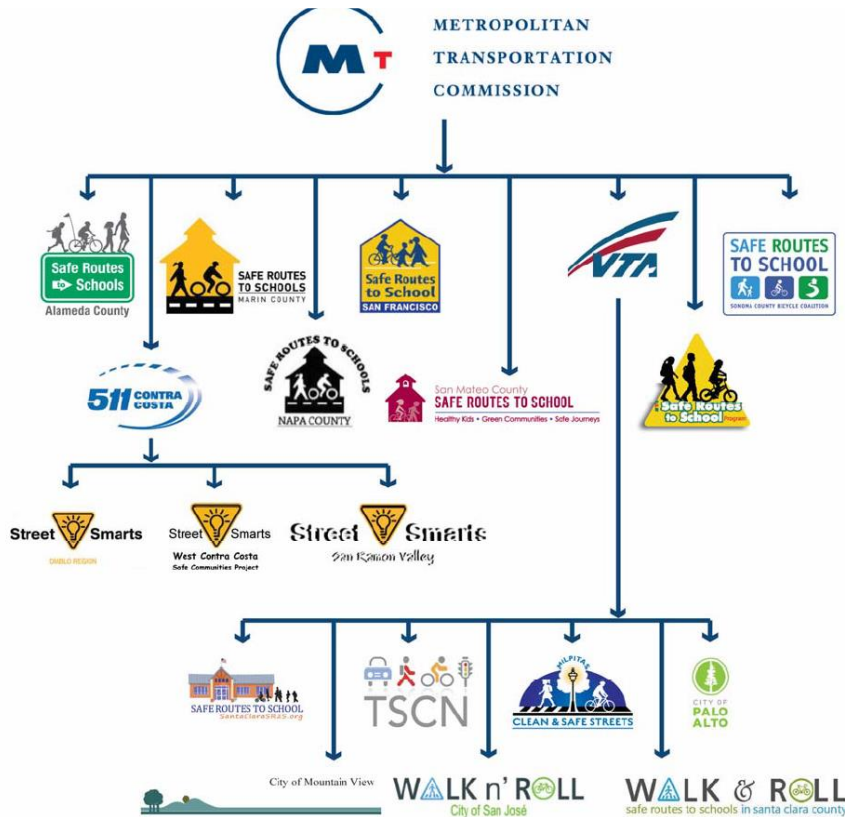 METROPOLITAN
TRANSPORTATION
COMMISSION
MT
Safe Routes
to
Schools
Alameda County
SAFE ROUTES
TO SCHOOLS
MARIN COUNTY
Safe Routes
to School
SAN FRANCISCO
VTA
SAFE ROUTES
TO SCHOOL
SONOMA COUNTY BICYCLE COALITION
511 CONTRA
COSTA
SAFE ROUTES TO SCHOOLS
NAPA COUNTY
San Mateo County
SAFE ROUTES TO SCHOOL
Healthy Kids • Green Communities • Safe Journeys
Safe Routes
to School Program
Street Smarts
DIABLO REGION
Street Smarts
West Contra Costa
Safe Communities Project
Street Smarts
San Ramon Valley
SAFE ROUTES TO SCHOOL
SantaClaraSR2S.org
TSCN
MILPITAS
CLEAN & SAFE STREETS
CITY OF
PALO
ALTO
City of Mountain View
WALK n' ROLL
City of San José
WALK & ROLL
safe routes to schools in santa clara county